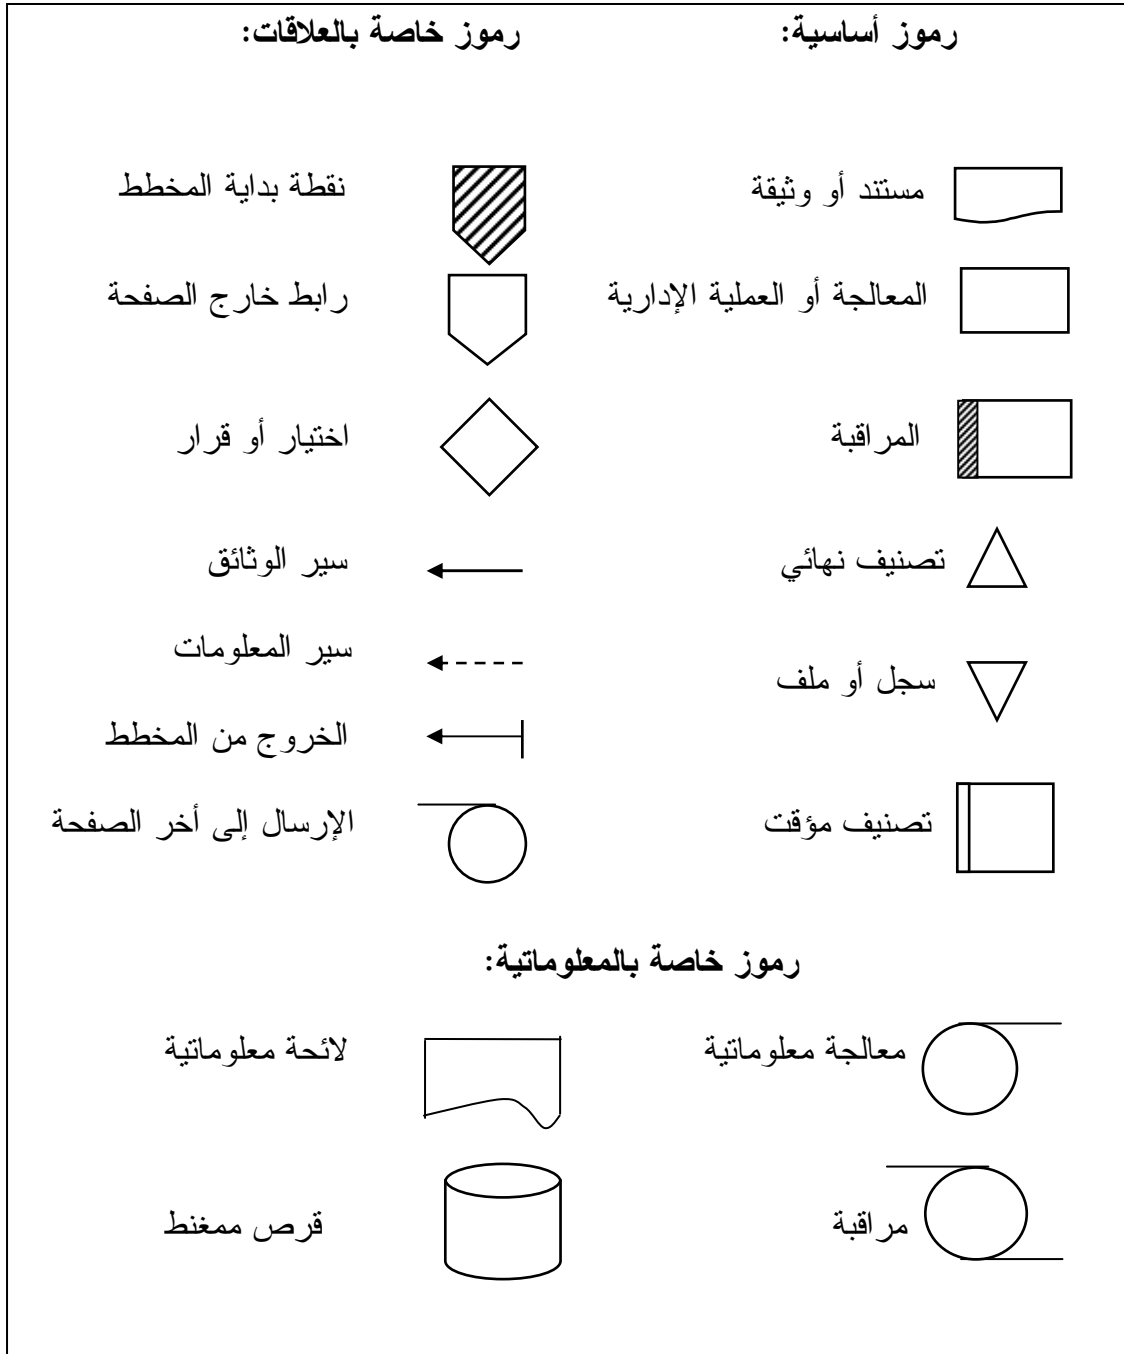 رموز أساسية:
مستند أو وثيقة
المعالجة أو العملية الإدارية
المراقبة
تصنيف نهائي
سجل أو ملف
تصنيف مؤقت
رموز خاصة بالعلاقات:
نقطة بداية المخطط
رابط خارج الصفحة
اختيار أو قرار
سير الوثائق
سير المعلومات
الخروج من المخطط
الإرسال إلى أخر الصفحة
رموز خاصة بالمعلوماتية:
معالجة معلوماتية
مراقبة
لائحة معلوماتية
قرص ممغنط